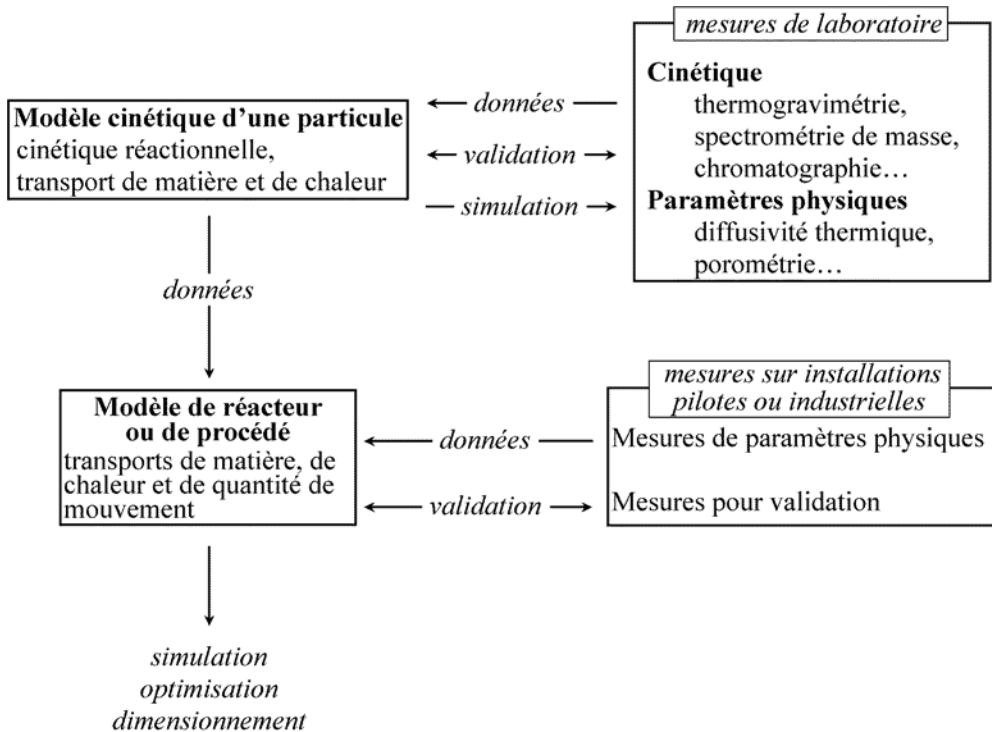 mesures de laboratoire
Cinétique
thermogravimétrie,
spectrométrie de masse,
chromatographie…
Paramètres physiques
diffusivité thermique,
porométrie…
Modèle cinétique d’une particule
cinétique réactionnelle,
transport de matière et de chaleur
données
validation
simulation
données
mesures sur installations
pilotes ou industrielles
Mesures de paramètres physiques
Mesures pour validation
Modèle de réacteur
ou de procédé
transports de matière, de
chaleur et de quantité de
mouvement
données
validation
simulation
optimisation
dimensionnement